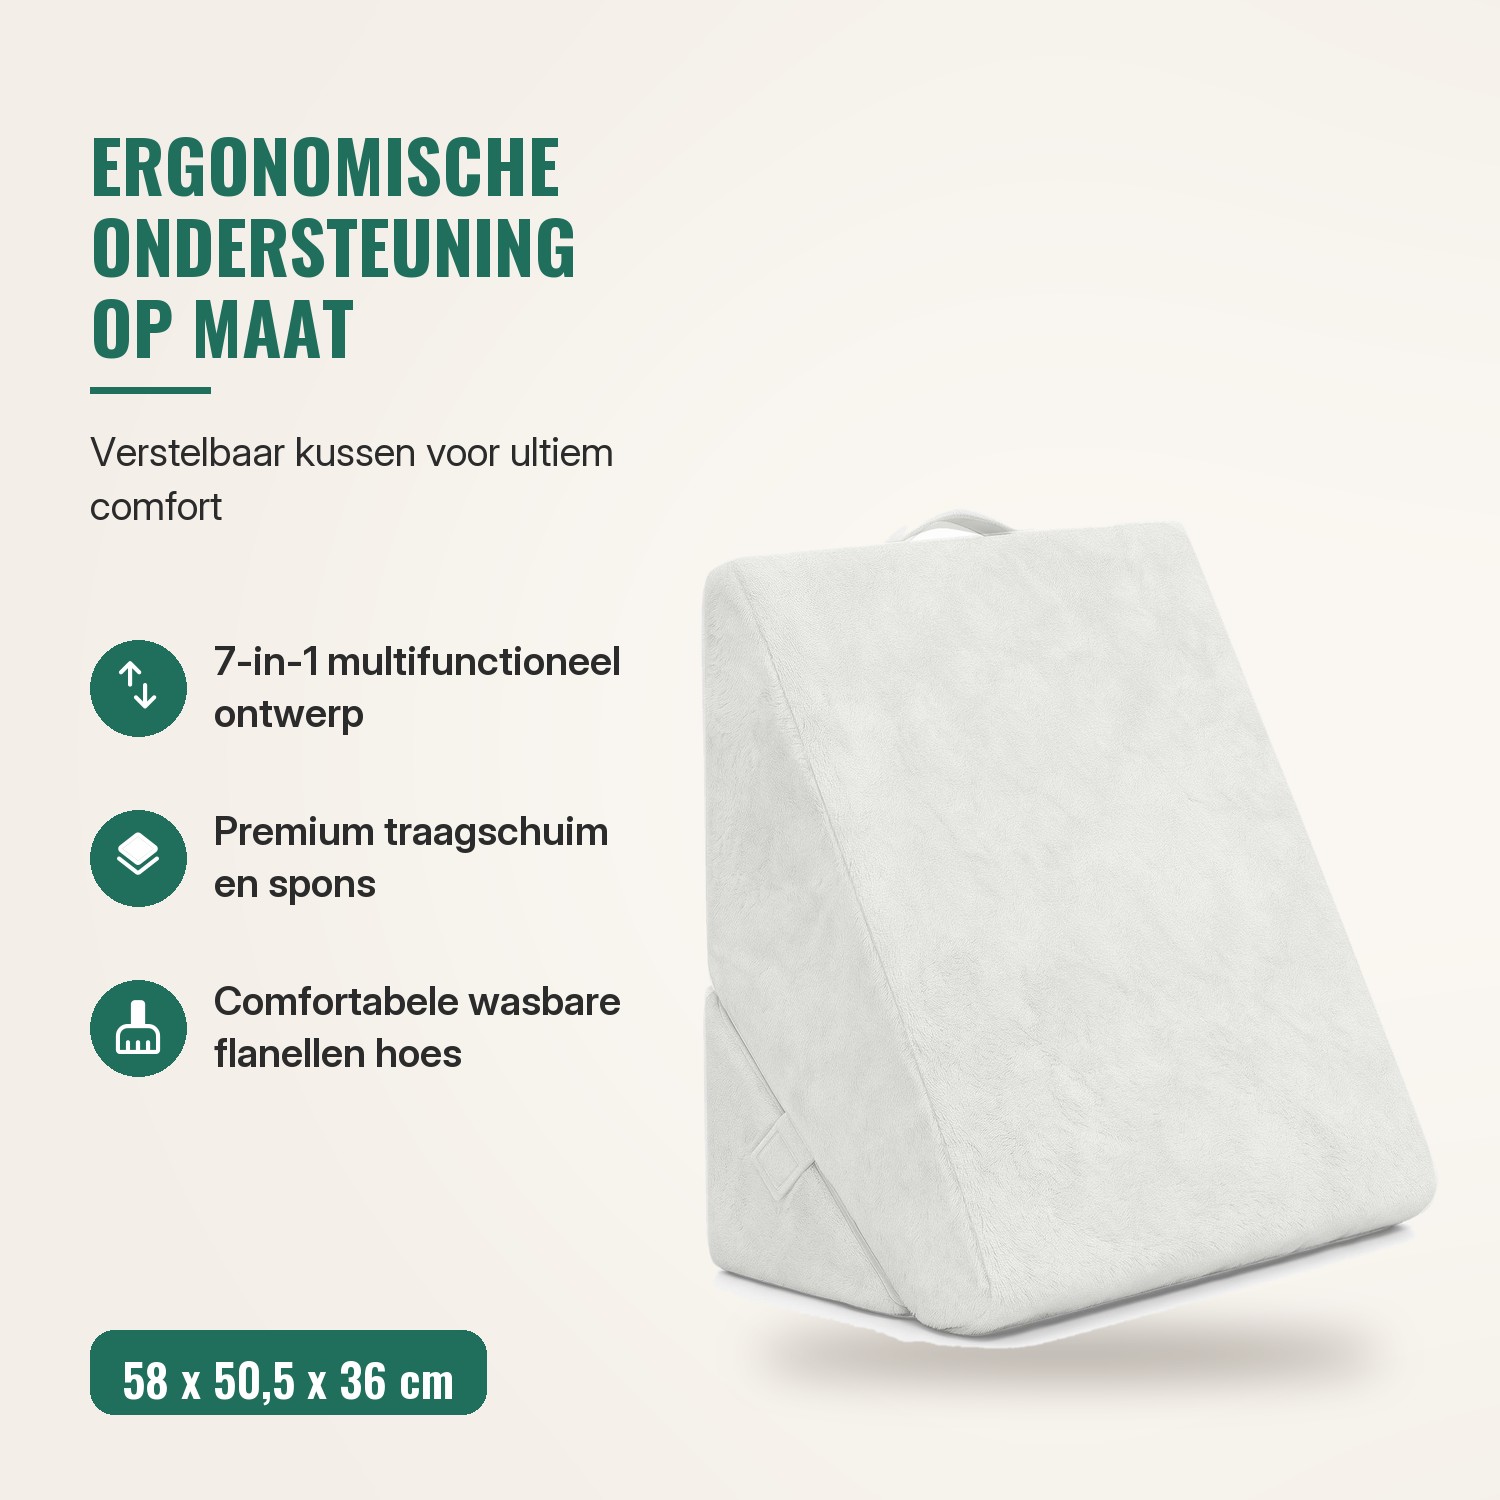 ERGONOMISCHE
ONDERSTEUNING
OP MAAT
Verstelbaar kussen voor ultiem
comfort
7-in-1 multifunctioneel
ontwerp
Premium traagschuim
en spons
Comfortabele wasbare
flanellen hoes
58 x 50,5 x 36 cm